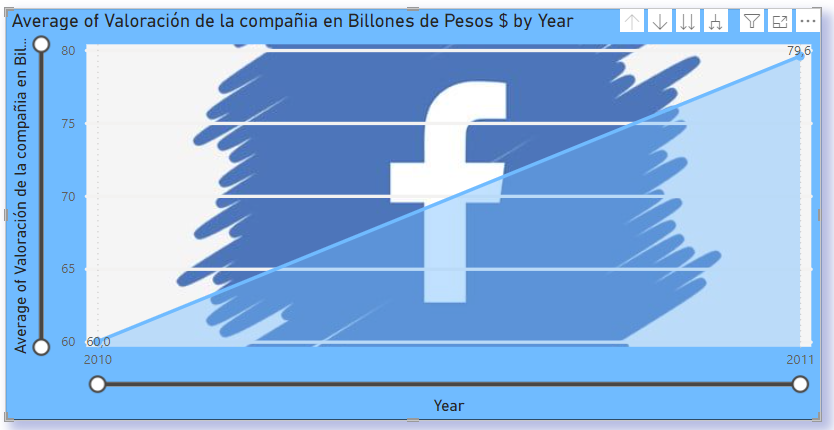 Average of Valoración de la compañia en Billones de Pesos $ by Year
Average of Valoración de la compañia en Bil...
80
75
70
65
60
60,0
79,6
2010
2011
Year
f